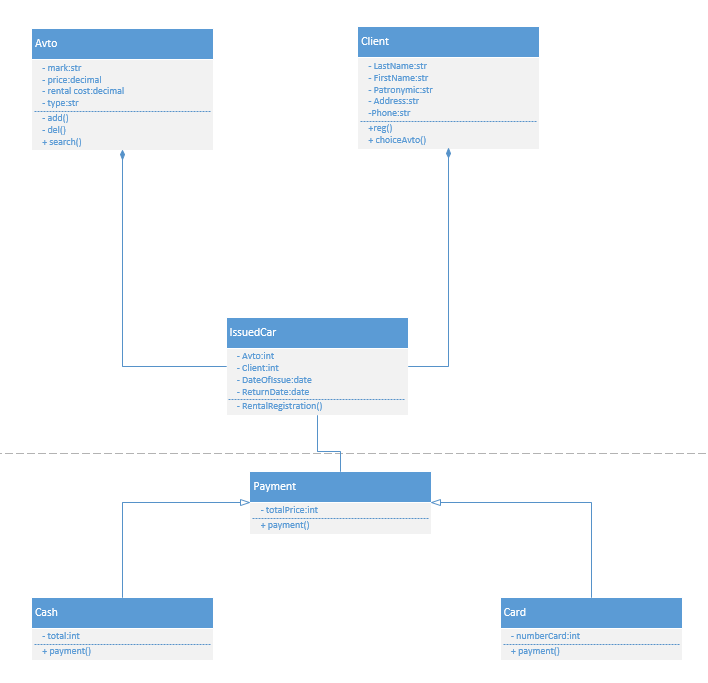 Avto
- mark:str
- price:decimal
- rental cost:decimal
- type:str
- add()
- del()
+ search()
Client
- LastName:str
- FirstName:str
- Patronymic:str
- Address:str
-Phone:str
+reg()
+ choiceAvto()
IssuedCar
- Avto:int
- Client:int
- DateOfIssue:date
- ReturnDate:date
- RentalRegistration()
Payment
- totalPrice:int
+ payment()
Cash
- total:int
+ payment()
Card
- numberCard:int
+ payment()